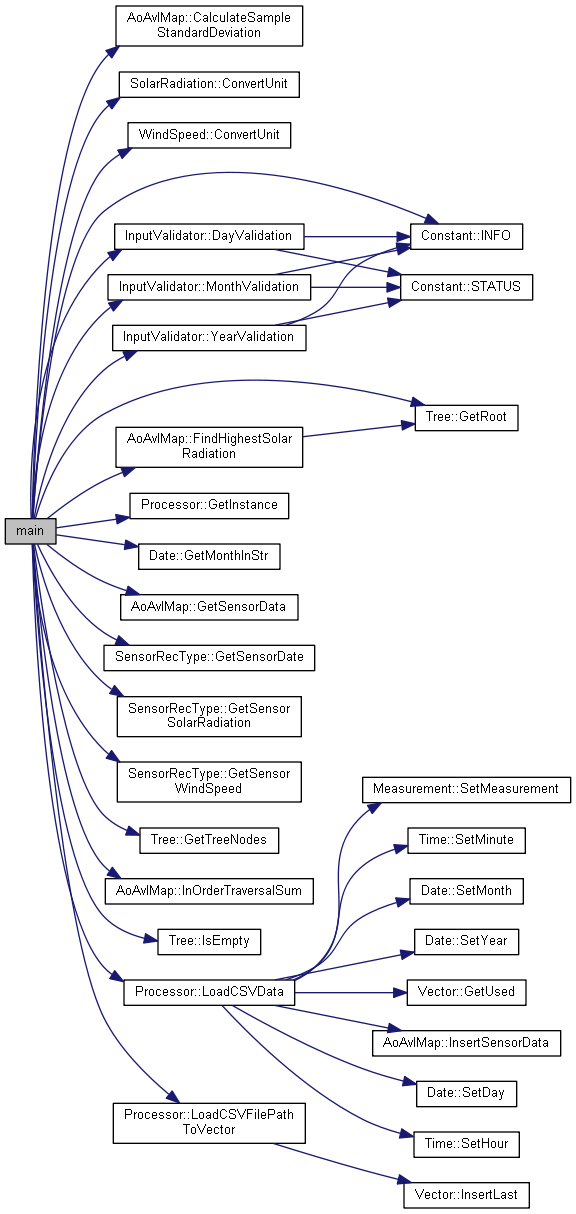 AoAvlMap::CalculateSample
StandardDeviation
SolarRadiation::ConvertUnit
WindSpeed::ConvertUnit
InputValidator::DayValidation
Constant::INFO
InputValidator::MonthValidation
Constant::STATUS
InputValidator::YearValidation
Tree::GetRoot
AoAvlMap::FindHighestSolar
Radiation
Processor::GetInstance
main
Date::GetMonthInStr
AoAvlMap::GetSensorData
SensorRecType::GetSensorDate
SensorRecType::GetSensor
SolarRadiation
SensorRecType::GetSensor
WindSpeed
Measurement::SetMeasurement
Tree::GetTreeNodes
Time::SetMinute
AoAvlMap::InOrderTraversalSum
Date::SetMonth
Tree::IsEmpty
Date::SetYear
Processor::LoadCSVData
Vector::GetUsed
AoAvlMap::InsertSensorData
Date::SetDay
Processor::LoadCSVFilePath
ToVector
Time::SetHour
Vector::InsertLast